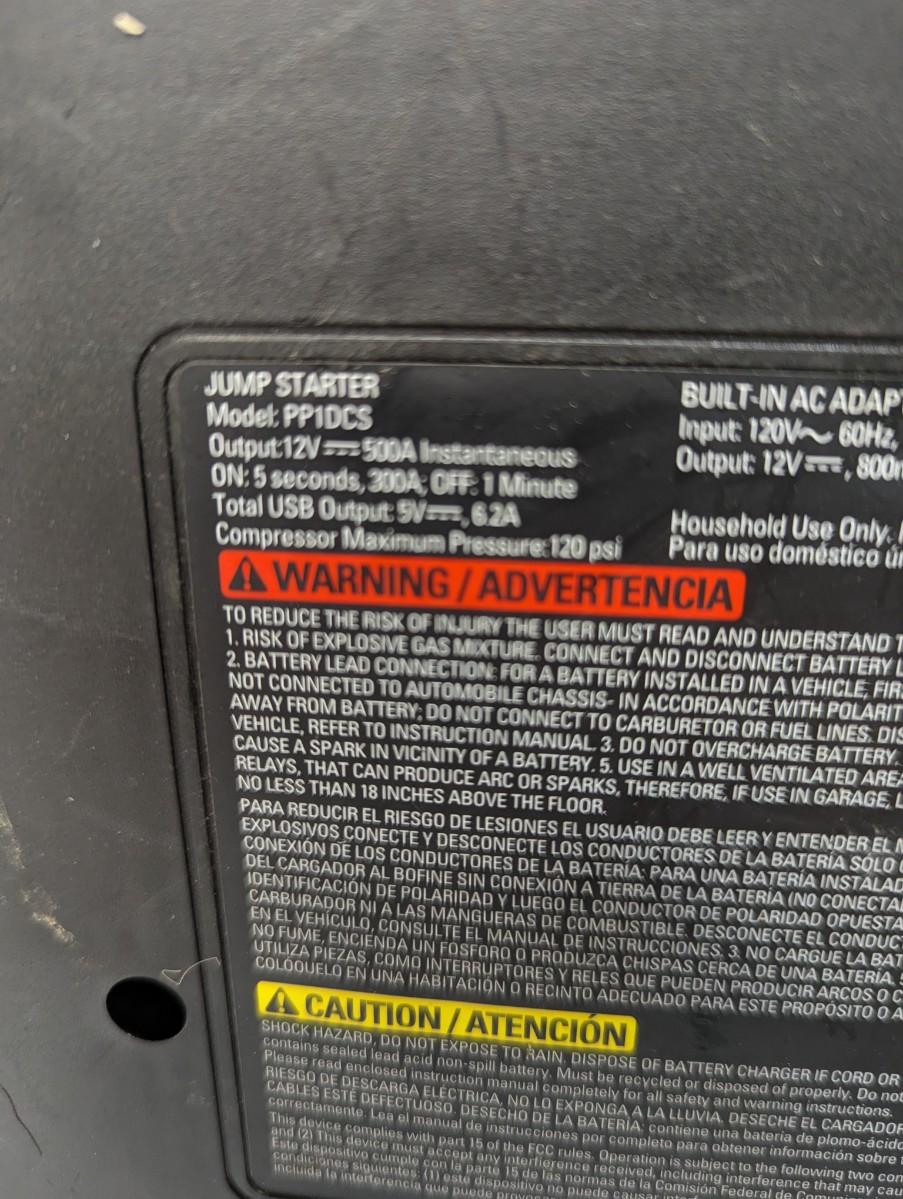 JUMP STARTER
Model: PP1DCS
Output:12V⎓500A Instantaneous
ON: 5 seconds, 300A; OFF: 1 Minute
Total USB Output: 5V⎓, 6.2A
Compressor Maximum Pressure:120 psi
BUILT-IN AC ADAP
Input: 120V～ 60Hz,
Output: 12V⎓, 800
Household Use Only.
Para uso doméstico
WARNING / ADVERTENCIA
TO REDUCE THE RISK OF INJURY THE USER MUST READ AND UNDERSTAND
1. RISK OF EXPLOSIVE GAS MIXTURE. CONNECT AND DISCONNECT BATTERY
2. BATTERY LEAD CONNECTION: FOR A BATTERY INSTALLED IN A VEHICLE,
NOT CONNECTED TO AUTOMOBILE CHASSIS- IN ACCORDANCE WITH POLARIT
AWAY FROM BATTERY; DO NOT CONNECT TO CARBURETOR OR FUEL LINES.
VEHICLE, REFER TO INSTRUCTION MANUAL. 3. DO NOT OVERCHARGE BATTERY.
CAUSE A SPARK IN VICINITY OF A BATTERY. 5. USE IN A WELL VENTILATED AREA
RELAYS, THAT CAN PRODUCE ARC OR SPARKS, THEREFORE, IF USE IN GARAGE,
NO LESS THAN 18 INCHES ABOVE THE FLOOR.
PARA REDUCIR EL RIESGO DE LESIONES EL USUARIO DEBE LEER Y ENTENDER EL
EXPLOSIVOS CONECTE Y DESCONECTE LOS CONDUCTORES DE LA BATERÍA SÓLO
CONEXIÓN DE LOS CONDUCTORES DE LA BATERÍA: PARA UNA BATERÍA INSTALAD
DEL CARGADOR AL BOFINE SIN CONEXIÓN A TIERRA DE LA BATERÍA (NO CONECTA
IDENTIFICACIÓN DE POLARIDAD Y LUEGO EL CONDUCTOR DE POLARIDAD OPUESTA
CARBURADOR NI A LAS MANGUERAS DE COMBUSTIBLE. DESCONECTE EL CONDUC
EN EL VEHÍCULO, CONSULTE EL MANUAL DE INSTRUCCIONES. 3. NO CARGUE LA BAT
NO FUME, ENCIENDA UN FOSFORO O PRODUZCA CHISPAS CERCA DE UNA BATERÍA.
UTILIZA PIEZAS, COMO INTERRUPTORES Y RELES QUE PUEDEN PRODUCIR ARCOS O
COLÓQUELO EN UNA HABITACIÓN O RECINTO ADECUADO PARA ESTE PROPÓSITO O
CAUTION / ATENCIÓN
SHOCK HAZARD, DO NOT EXPOSE TO RAIN, DISPOSE OF BATTERY CHARGER IF CORD OR
contains sealed lead acid non-spill battery. Must be recycled or disposed of properly. Do not
Please read enclosed instruction manual completely for all safety and warning instructions.
RIESGO DE DESCARGA ELÉCTRICA, NO LO EXPONGA A LA LLUVIA. DESECHE EL CARGADOR
CABLES ESTE DEFECTUOSO. DESECHO DE LA BATERÍA: contiene una batería de plomo-ácido
Correctamente. Lea el manual de instrucciones por completo para obtener información sobre
This device complies with part 15 of the FCC rules. Operation is subject to the following two con
and (2) This device must accept any interference received, including interference that may cau
Este dispositivo cumple con la parte 15 de las normas de la Comisión Federal de
condiciones siguientes: (1) este dispositivo no puede causar
incluida la interferencia que puede